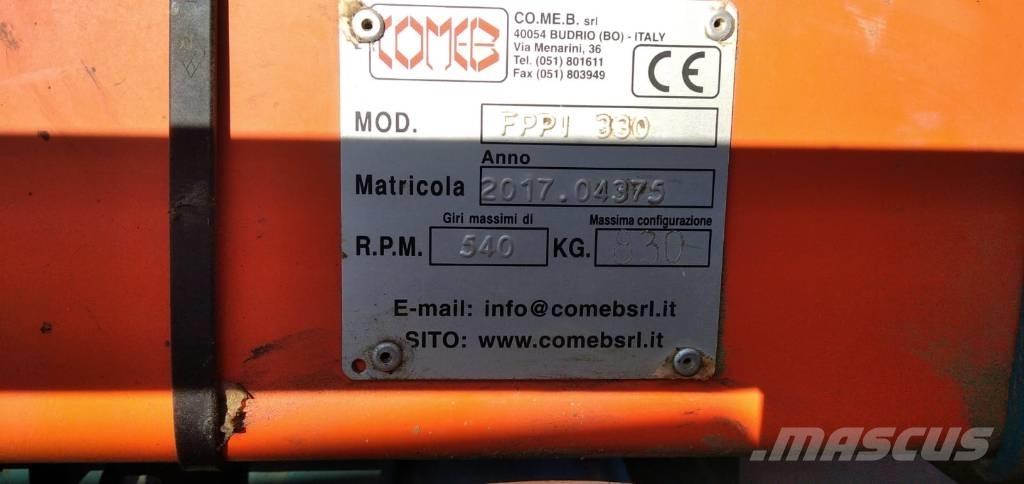 COMEB
CO.ME.B. srl
40054 BUDRIO (BO) - ITALY
Via Menarini, 36
Tel. (051) 801611
Fax (051) 803949
CE
MOD. FPP1 330
Anno
Matricola 2017.04375
Giri massimi di
R.P.M. 540
Massima configurazione
KG. 830
E-mail: info@comebsrl.it
SITO: www.comebsrl.it
MASCUS